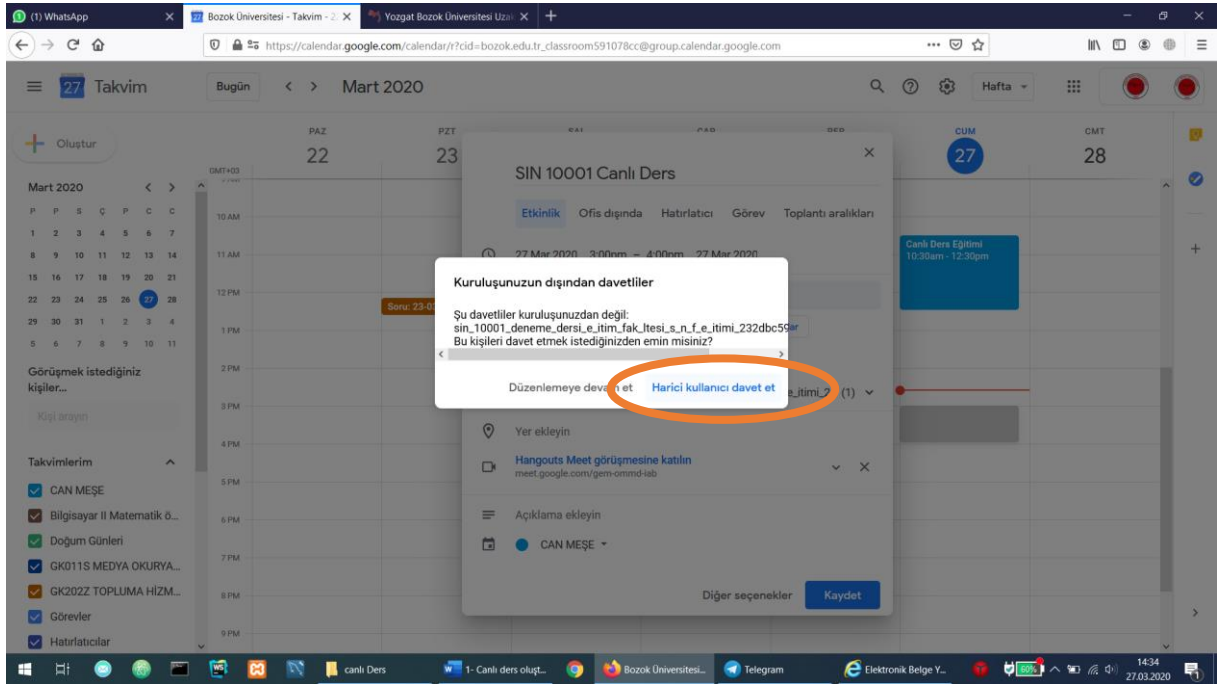 (1) WhatsApp
Bozok Üniversitesi - Takvim - 2
Yozgat Bozok Üniversitesi Uza
https://calendar.google.com/calendar/r?cid=bozok.edu.tr_classroom591078cc@group.calendar.google.com
27 Takvim
Bugün
Mart 2020
Hafta
Oluştur
PAZ
PZT
SAL
ÇAR
PER
CUM
CMT
22
23
27
28
GMT+03
Mart 2020
P P S Ç P C C
1 2 3 4 5 6 7
8 9 10 11 12 13 14
15 16 17 18 19 20 21
22 23 24 25 26 27 28
29 30 31 1 2 3 4
5 6 7 8 9 10 11
Görüşmek istediğiniz
kişiler...
Kişi arayın
Takvimlerim
CAN MEŞE
Bilgisayar II Matematik ö...
Doğum Günleri
GK011S MEDYA OKURYA...
GK202Z TOPLUMA HİZM...
Görevler
Hatırlatıcılar
10 AM
11 AM
12 PM
1 PM
2 PM
3 PM
4 PM
5 PM
6 PM
7 PM
8 PM
9 PM
Soru: 23-0
Canlı Ders Eğitimi
10:30am - 12:30pm
SIN 10001 Canlı Ders
Etkinlik Ofis dışında Hatırlatıcı Görev Toplantı aralıkları
27 Mar 2020 3:00pm – 4:00pm 27 Mar 2020
Kuruluşunuzun dışından davetliler
Şu davetliler kuruluşunuzdan değil:
sin_10001_deneme_dersi_e_itim_fak_ltesi_s_n_f_e_itimi_232dbc59
Bu kişileri davet etmek istediğinizden emin misiniz?
Düzenlemeye devam et
Harici kullanıcı davet et
(1)
Yer ekleyin
Hangouts Meet görüşmesine katılın
meet.google.com/gem-ommd-iab
Açıklama ekleyin
CAN MEŞE
Diğer seçenekler
Kaydet
canlı Ders
1- Canlı ders oluşt...
Bozok Üniversitesi...
Telegram
Elektronik Belge Y...
60%
14:34
27.03.2020